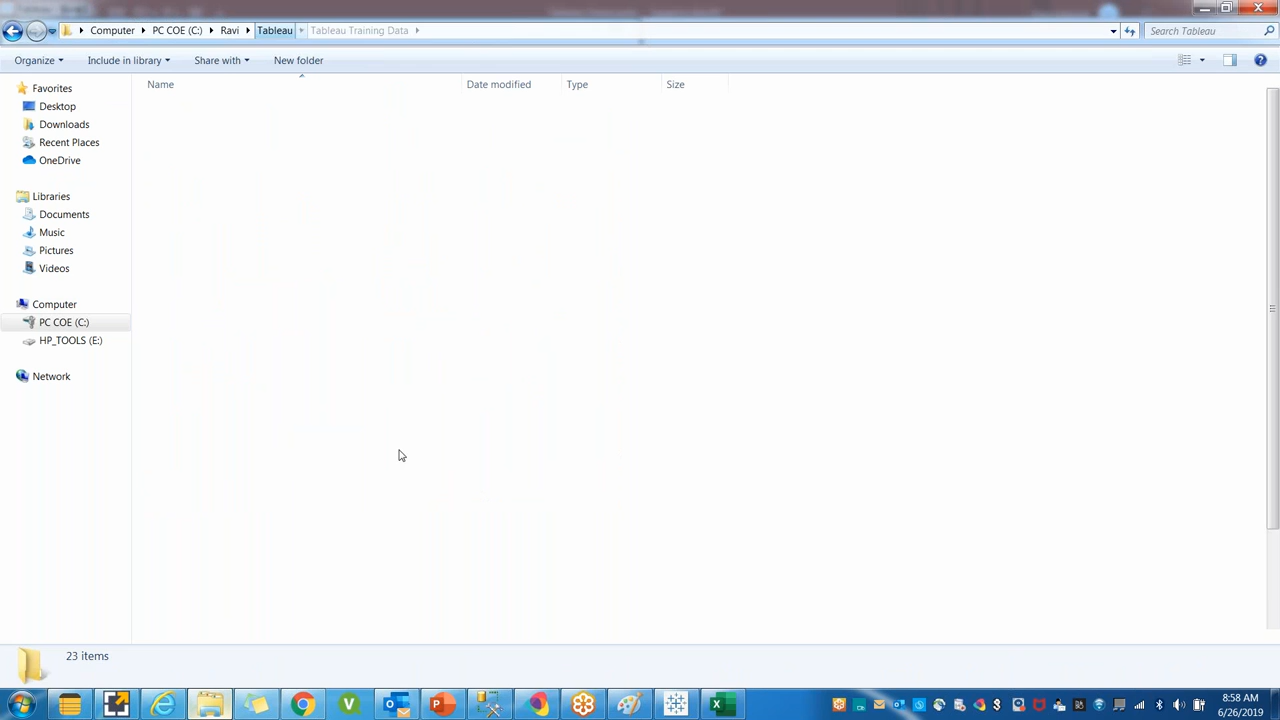 Computer PC COE (C:) Ravi Tableau Tableau Training Data Search Tableau
Organize Include in library Share with New folder
Name Date modified Type Size
Favorites
Desktop
Downloads
Recent Places
OneDrive
Libraries
Documents
Music
Pictures
Videos
Computer
PC COE (C:)
HP_TOOLS (E:)
Network
23 items
8:58 AM
6/26/2019